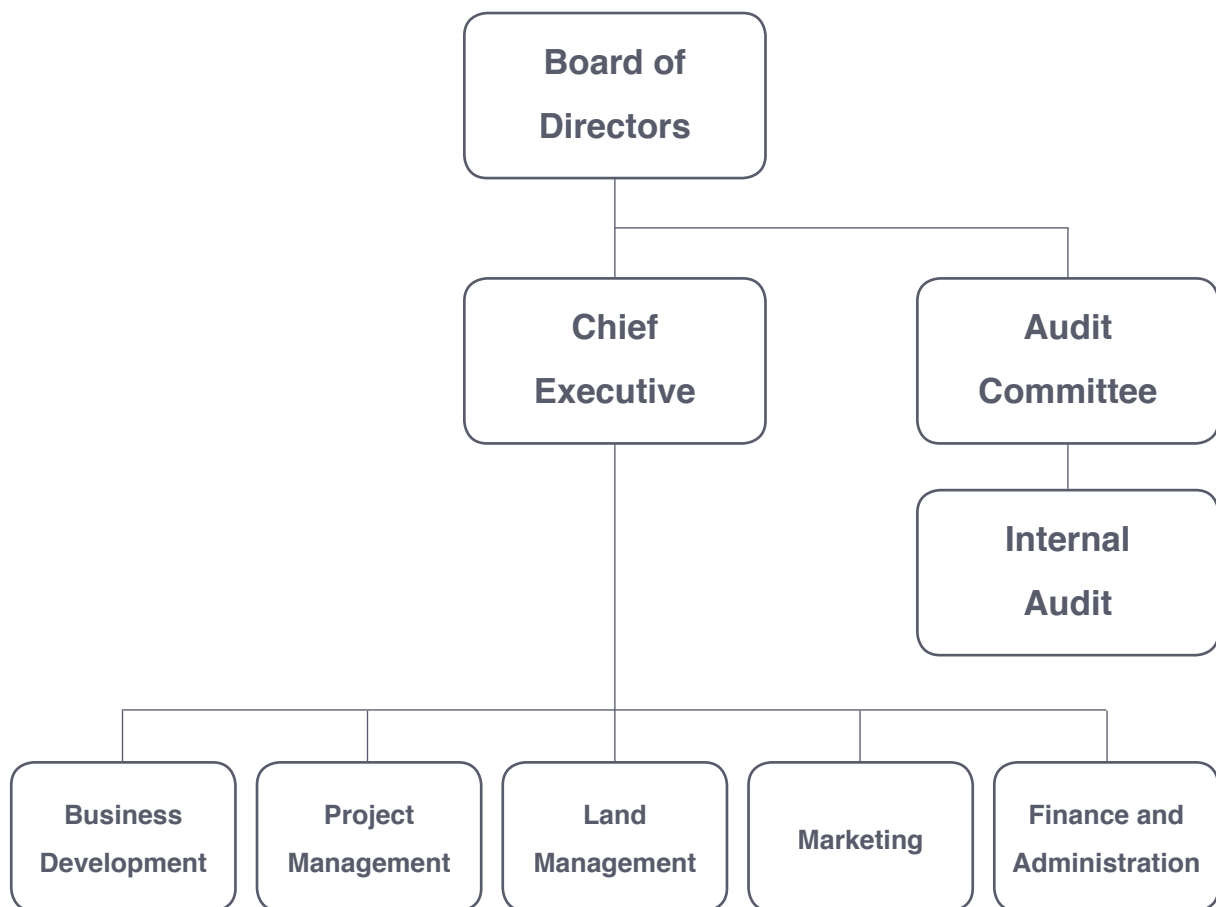 Board of
Directors
Chief
Executive
Audit
Committee
Internal
Audit
Business
Development
Project
Management
Land
Management
Marketing
Finance and
Administration